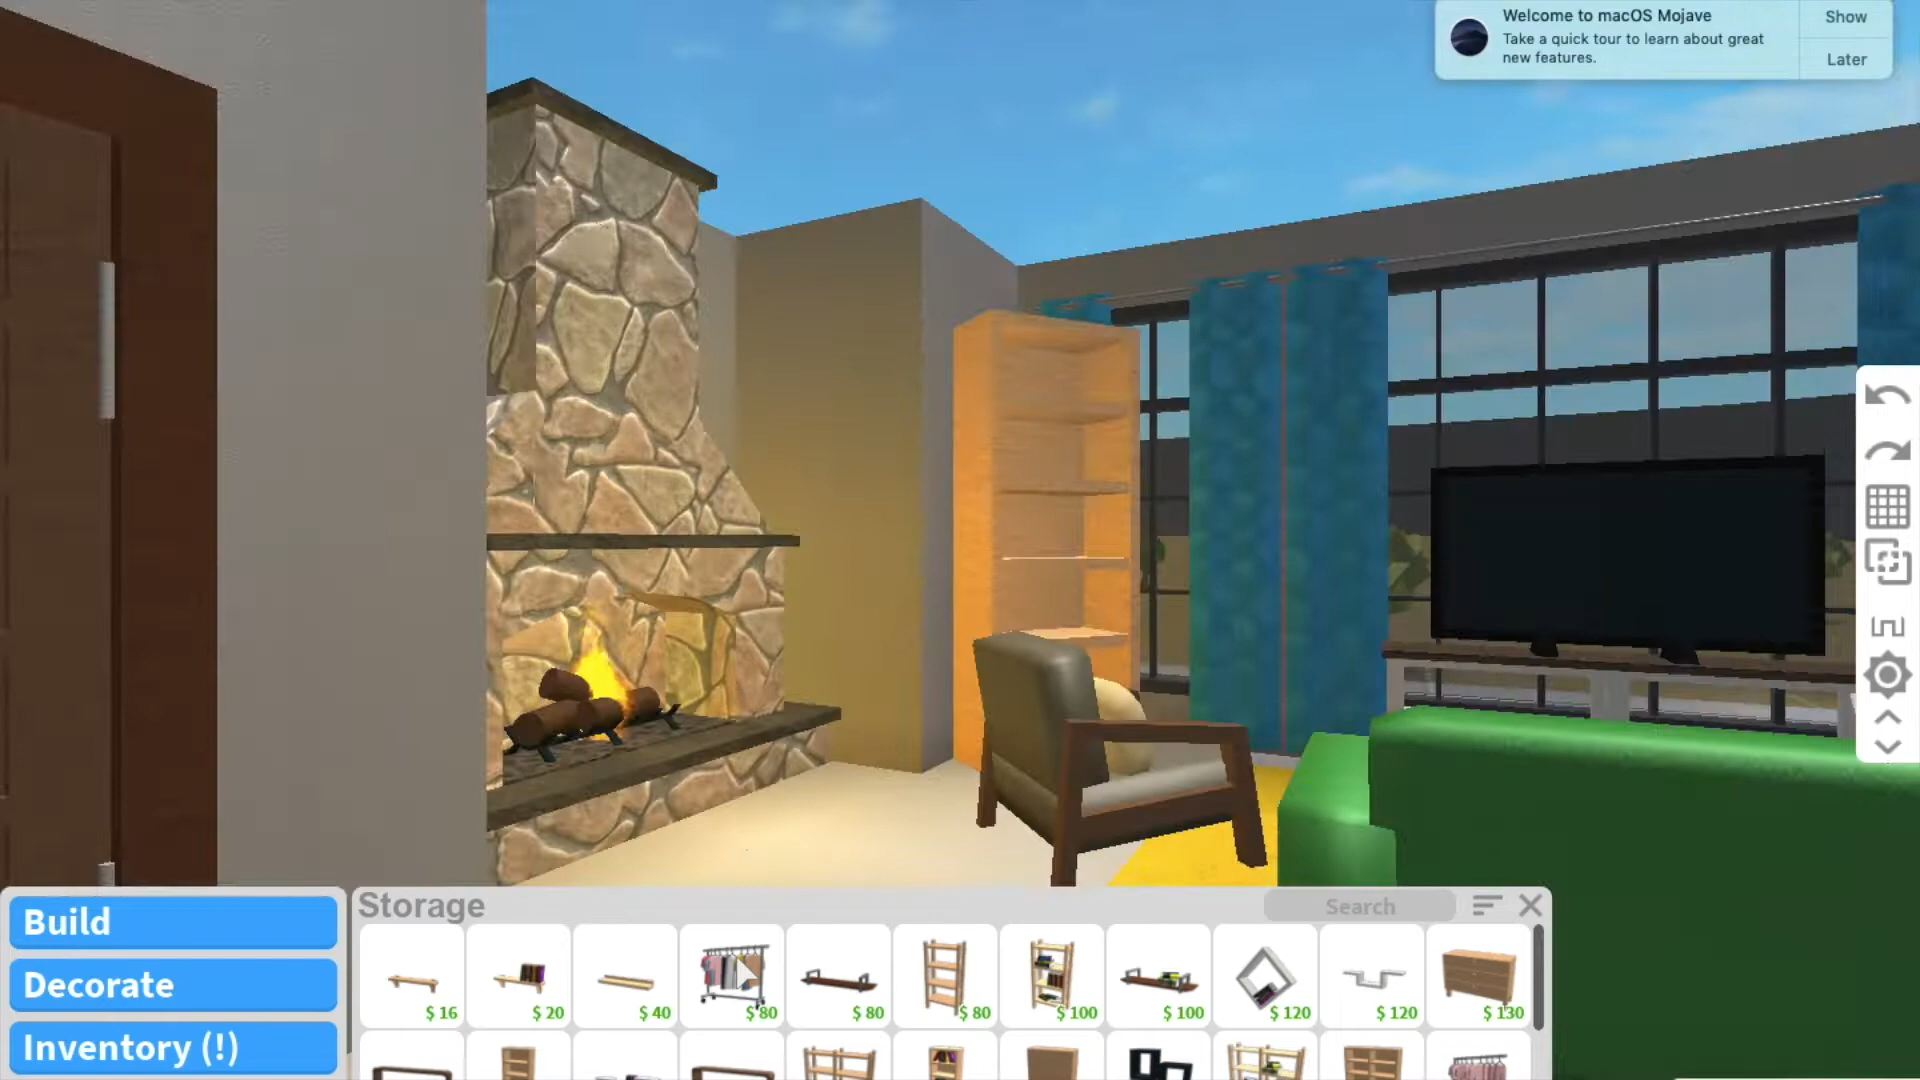 Welcome to macOS Mojave
Take a quick tour to learn about great
new features.
Show
Later
Build
Decorate
Inventory (!)
Storage
Search
$ 16
$ 20
$ 40
$ 80
$ 80
$ 80
$ 100
$ 100
$ 120
$ 120
$ 130